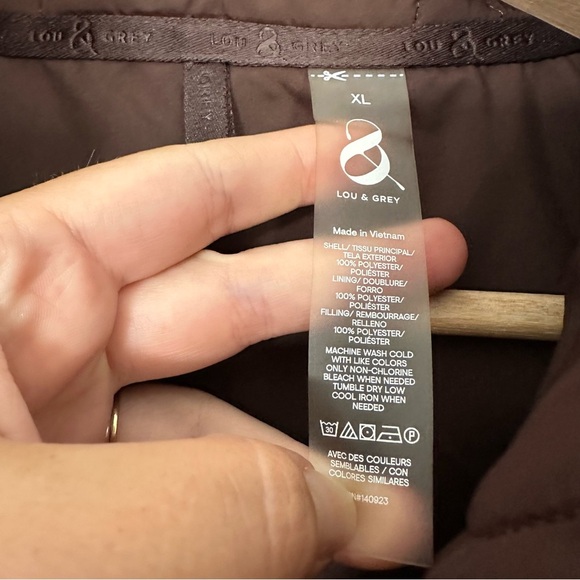 LOU & GREY LOU & GREY LOU & GREY
XL
&
LOU & GREY
Made in Vietnam
SHELL/ TISSU PRINCIPAL/
TELA EXTERIOR
100% POLYESTER/
POLIÉSTER
LINING/ DOUBLURE/
FORRO
100% POLYESTER/
POLIÉSTER
FILLING/ REMBOURRAGE/
RELLENO
100% POLYESTER/
POLIÉSTER
MACHINE WASH COLD
WITH LIKE COLORS
ONLY NON-CHLORINE
BLEACH WHEN NEEDED
TUMBLE DRY LOW
COOL IRON WHEN
NEEDED
30 P
AVEC DES COULEURS
SEMBLABLES / CON
COLORES SIMILARES
#140923